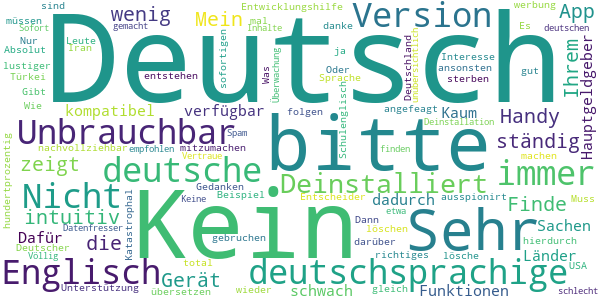 Deutsch
Kein
bitte
Sehr
deutschsprachige
Version
Unbrauchbar
Nicht
deutsche
Englisch
immer
Deinstalliert
App
Handy
ständig
wenig
Mein
zeigt
intuitiv
die
Gerät
Finde
Länder
Sachen
Funktionen
schwach
dadurch
Dafür
Kaum
Ihrem
Hauptgeldgeber
kompatibel
verfügbar
sind
müssen
Nur
Iran
Sofort
mal
Entwicklungshilfe
danke
werbung
Es
gemacht
Leute
Inhalte
Absolut
lustiger
Türkei
Gibt
Wie
entstehen
sofortigen
Was
Überwachung
ja
Oder
Sprache
Schulenglisch
Deutschland
unübersichtlich
Interesse
ansonsten
sterben
gut
deutschen
angefeagt
folgen
Deinstallation
finden
machen
Muss
hundertprozentig
nachvollziehbar
Spam
empfohlen
mitzumachen
Vertraue
Gedanken
Beispiel
Keine
Entscheider
ausspionirt
löschen
etwa
Dann
darüber
richtiges
lösche
hierdurch
USA
schlecht
gleich
wieder
total
gebruchen
Katastrophal
Datenfresser
Deutscher
Völlig
Unterstützung
übersetzen